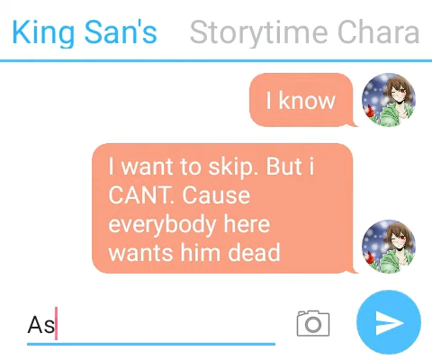 King San's Storytime Chara
I know
I want to skip. But i
CANT. Cause
everybody here
wants him dead
As